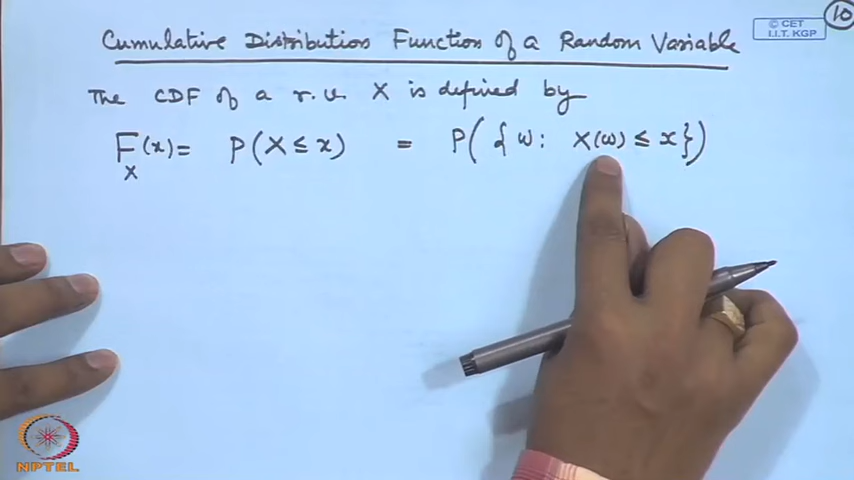 10
© CET
I.I.T. KGP
Cumulative Distribution Function of a Random Variable
The CDF of a r.v. X is defined by
F_X(x) = P(X ≤ x) = P({ω: X(ω) ≤ x})
NPTEL